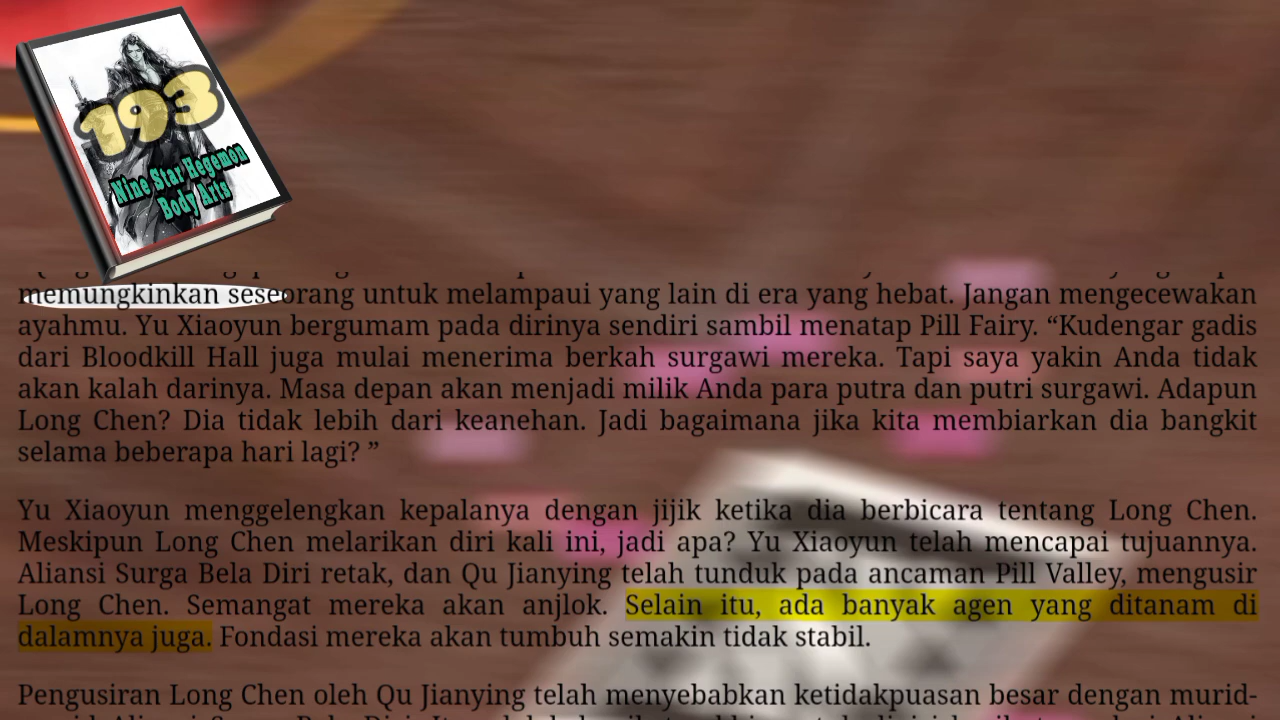 193
Nine Star Hegemon
Body Arts
memungkinkan seseorang untuk melampaui yang lain di era yang hebat. Jangan mengecewakan
ayahmu. Yu Xiaoyun bergumam pada dirinya sendiri sambil menatap Pill Fairy. “Kudengar gadis
dari Bloodkill Hall juga mulai menerima berkah surgawi mereka. Tapi saya yakin Anda tidak
akan kalah darinya. Masa depan akan menjadi milik Anda para putra dan putri surgawi. Adapun
Long Chen? Dia tidak lebih dari keanehan. Jadi bagaimana jika kita membiarkan dia bangkit
selama beberapa hari lagi? ”
Yu Xiaoyun menggelengkan kepalanya dengan jijik ketika dia berbicara tentang Long Chen.
Meskipun Long Chen melarikan diri kali ini, jadi apa? Yu Xiaoyun telah mencapai tujuannya.
Aliansi Surga Bela Diri retak, dan Qu Jianying telah tunduk pada ancaman Pill Valley, mengusir
Long Chen. Semangat mereka akan anjlok. Selain itu, ada banyak agen yang ditanam di
dalamnya juga. Fondasi mereka akan tumbuh semakin tidak stabil.
Pengusiran Long Chen oleh Qu Jianying telah menyebabkan ketidakpuasan besar dengan murid-